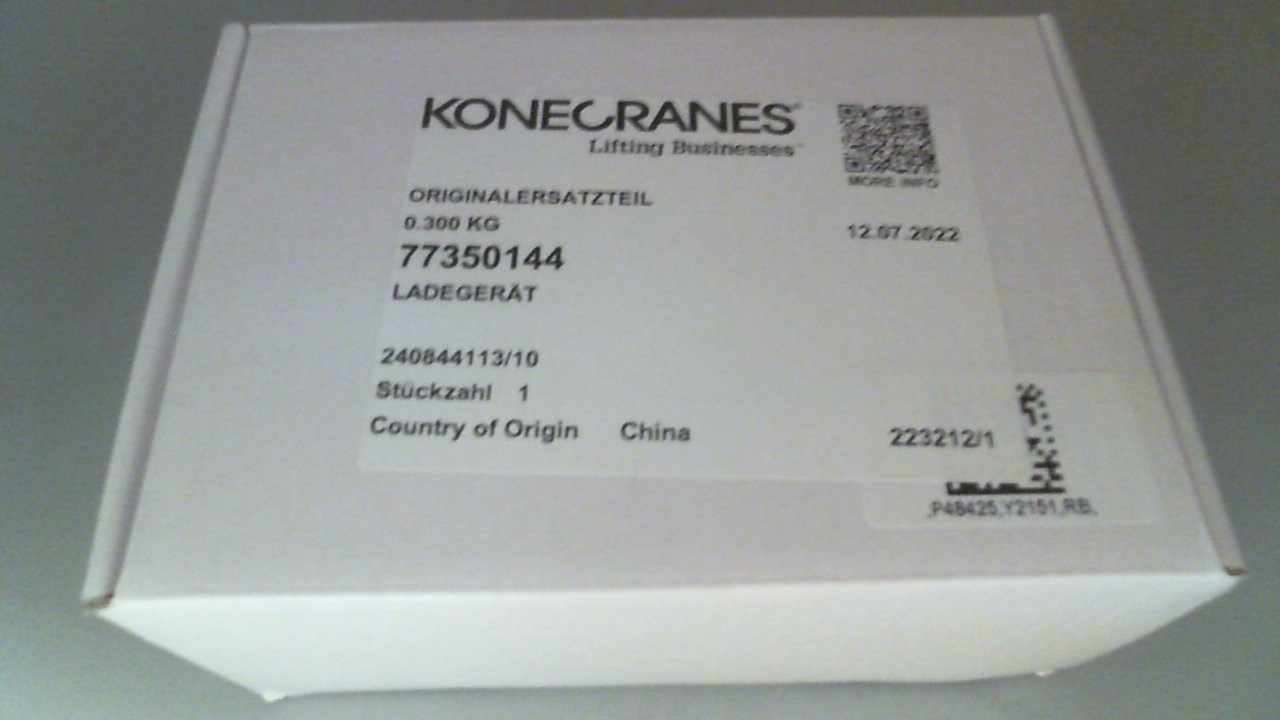 KONECRANES
Lifting Businesses
MORE INFO
ORIGINALERSATZTEIL
0.300 KG
12.07.2022
77350144
LADEGERÄT
240844113/10
Stückzahl 1
Country of Origin China
223212/1
,P48425,Y2151,RB,